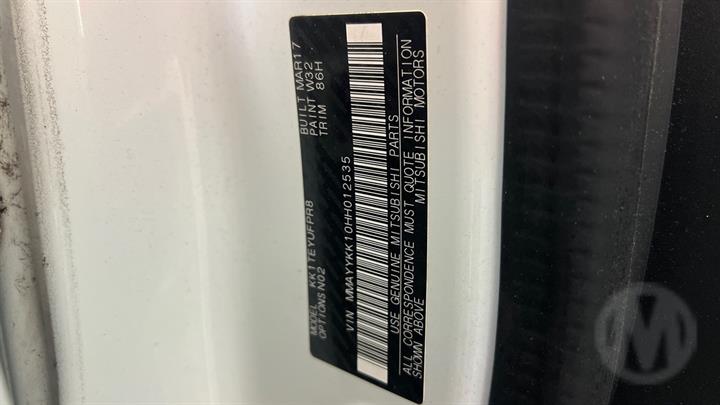 MODEL KK1TEYUFPR8 BUILT MAR17
OPTIONS N02 PAINT W32
TRIM 86H
VIN MMAYYKK10HH012535
USE GENUINE MITSUBISHI PARTS
ALL CORRESPONDENCE MUST QUOTE INFORMATION
SHOWN ABOVE MITSUBISHI MOTORS
M